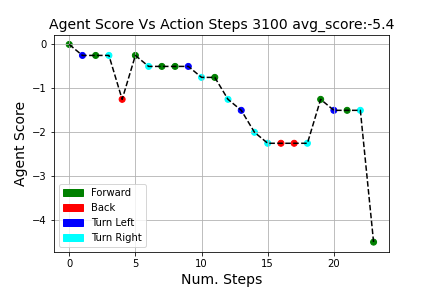 Agent Score Vs Action Steps 3100 avg_score:-5.4
0
−1
−2
−3
−4
Agent Score
Forward
Back
Turn Left
Turn Right
0 5 10 15 20
Num. Steps